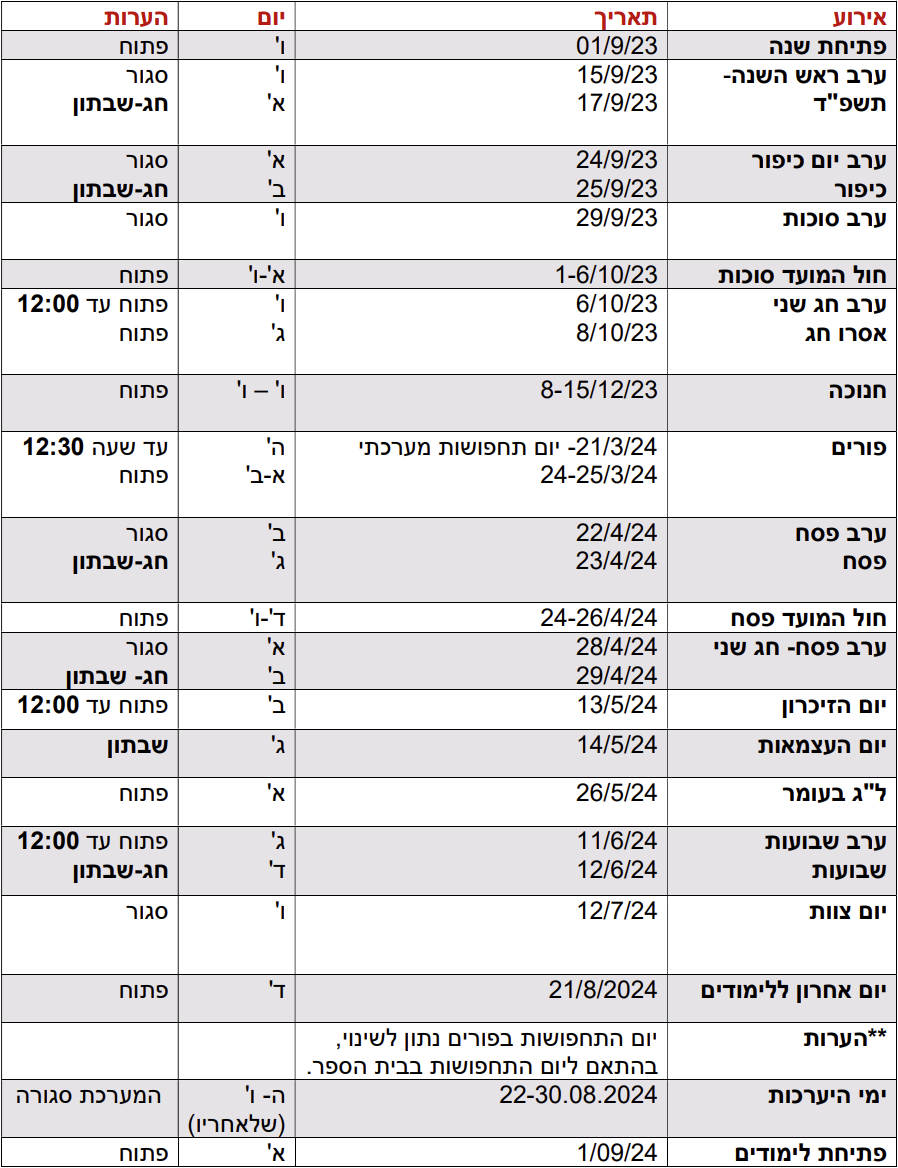 אירוע תאריך יום הערות
פתיחת שנה 01/9/23 ו' פתוח
ערב ראש השנה- 15/9/23 ו' סגור
תשפ"ד 17/9/23 א' חג-שבתון
ערב יום כיפור 24/9/23 א' סגור
כיפור 25/9/23 ב' חג-שבתון
ערב סוכות 29/9/23 ו' סגור
חול המועד סוכות 1-6/10/23 א'-ו' פתוח
ערב חג שני 6/10/23 ו' פתוח עד 12:00
אסרו חג 8/10/23 ג' פתוח
חנוכה 8-15/12/23 ו' – ו' פתוח
פורים 21/3/24- יום תחפושות מערכתי ה' עד שעה 12:30
24-25/3/24 א-ב' פתוח
ערב פסח 22/4/24 ב' סגור
פסח 23/4/24 ג' חג-שבתון
חול המועד פסח 24-26/4/24 ד'-ו' פתוח
ערב פסח- חג שני 28/4/24 א' סגור
29/4/24 ב' חג- שבתון
יום הזיכרון 13/5/24 ב' פתוח עד 12:00
יום העצמאות 14/5/24 ג' שבתון
ל"ג בעומר 26/5/24 א' פתוח
ערב שבועות 11/6/24 ג' פתוח עד 12:00
שבועות 12/6/24 ד' חג-שבתון
יום צוות 12/7/24 ו' סגור
יום אחרון ללימודים 21/8/2024 ד' פתוח
**הערות יום התחפושות בפורים נתון לשינוי,
בהתאם ליום התחפושות בבית הספר.
ימי היערכות 22-30.08.2024 ה- ו' המערכת סגורה
(שלאחריו)
פתיחת לימודים 1/09/24 א' פתוח